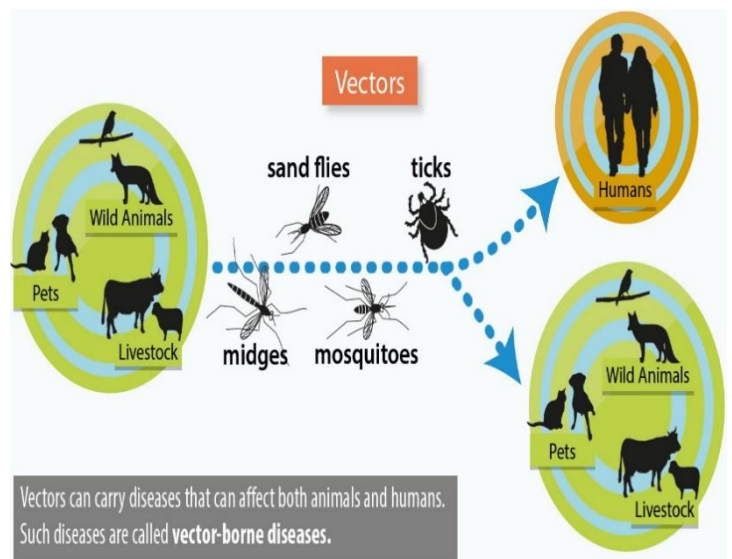 Vectors
sand flies
ticks
Humans
Wild Animals
Pets
Livestock
midges
mosquitoes
Wild Animals
Pets
Livestock
Vectors can carry diseases that can affect both animals and humans.
Such diseases are called vector-borne diseases.